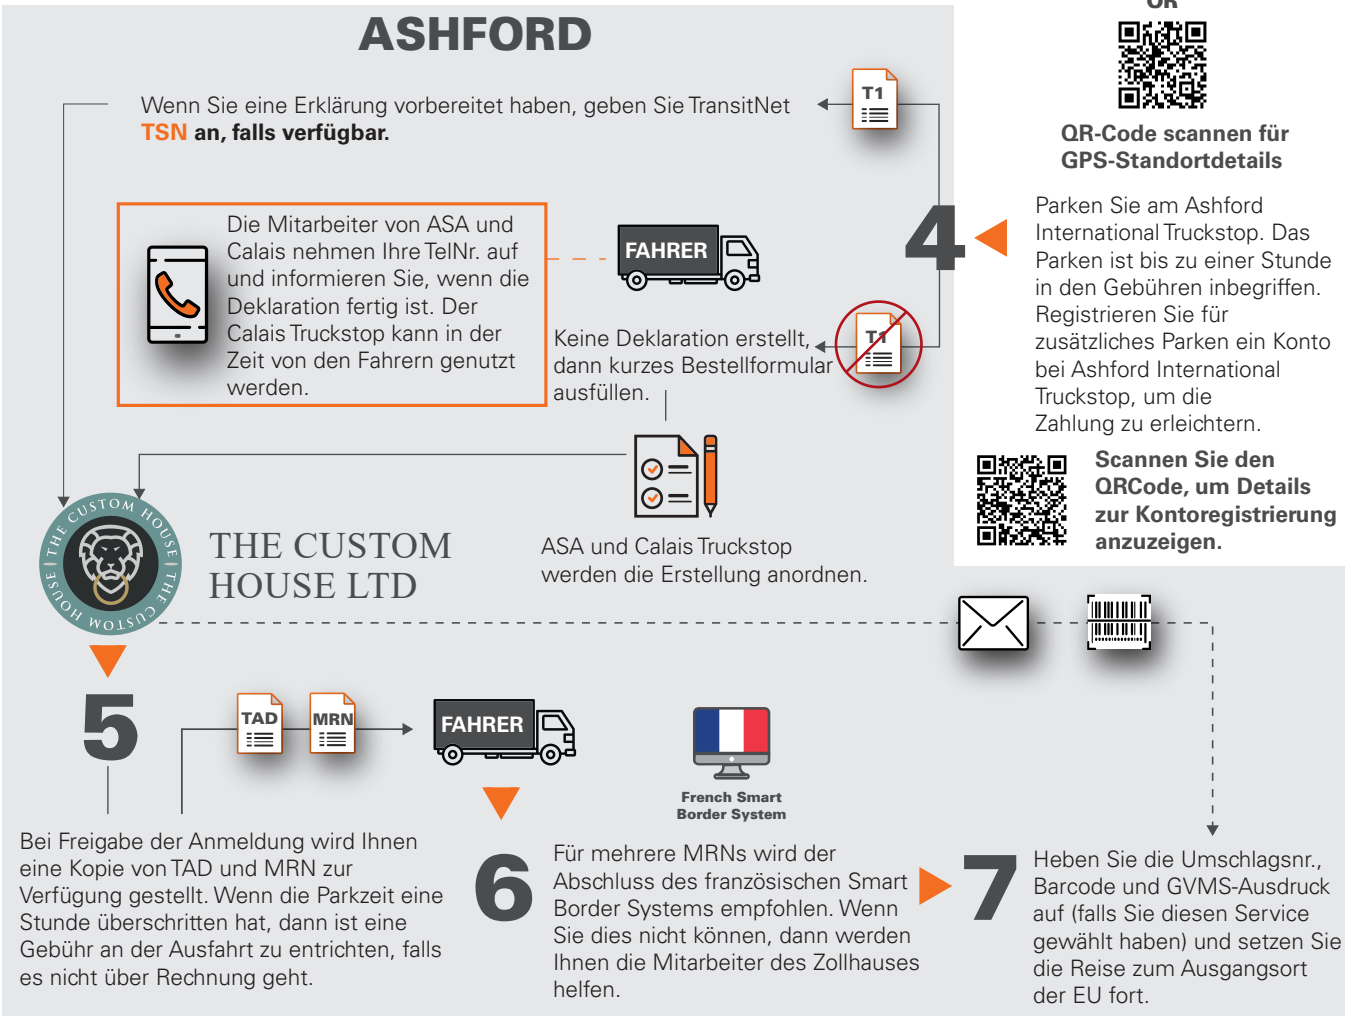 ASHFORD
QR
QR-Code scannen für
GPS-Standortdetails
Parken Sie am Ashford
International Truckstop. Das
Parken ist bis zu einer Stunde
in den Gebühren inbegriffen.
Registrieren Sie für
zusätzliches Parken ein Konto
bei Ashford International
Truckstop, um die
Zahlung zu erleichtern.
Scannen Sie den
QRCode, um Details
zur Kontoregistrierung
anzuzeigen.
4
T1
Wenn Sie eine Erklärung vorbereitet haben, geben Sie TransitNet
TSN an, falls verfügbar.
Die Mitarbeiter von ASA und
Calais nehmen Ihre TelNr. auf
und informieren Sie, wenn die
Deklaration fertig ist. Der
Calais Truckstop kann in der
Zeit von den Fahrern genutzt
werden.
FAHRER
T1
Keine Deklaration erstellt,
dann kurzes Bestellformular
ausfüllen.
ASA und Calais Truckstop
werden die Erstellung anordnen.
THE CUSTOM HOUSE | THE CUSTOM HOUSE |
THE CUSTOM
HOUSE LTD
5
TAD
MRN
FAHRER
Bei Freigabe der Anmeldung wird Ihnen
eine Kopie von TAD und MRN zur
Verfügung gestellt. Wenn die Parkzeit eine
Stunde überschritten hat, dann ist eine
Gebühr an der Ausfahrt zu entrichten, falls
es nicht über Rechnung geht.
French Smart
Border System
6
Für mehrere MRNs wird der
Abschluss des französischen Smart
Border Systems empfohlen. Wenn
Sie dies nicht können, dann werden
Ihnen die Mitarbeiter des Zollhauses
helfen.
7
Heben Sie die Umschlagsnr.,
Barcode und GVMS-Ausdruck
auf (falls Sie diesen Service
gewählt haben) und setzen Sie
die Reise zum Ausgangsort
der EU fort.